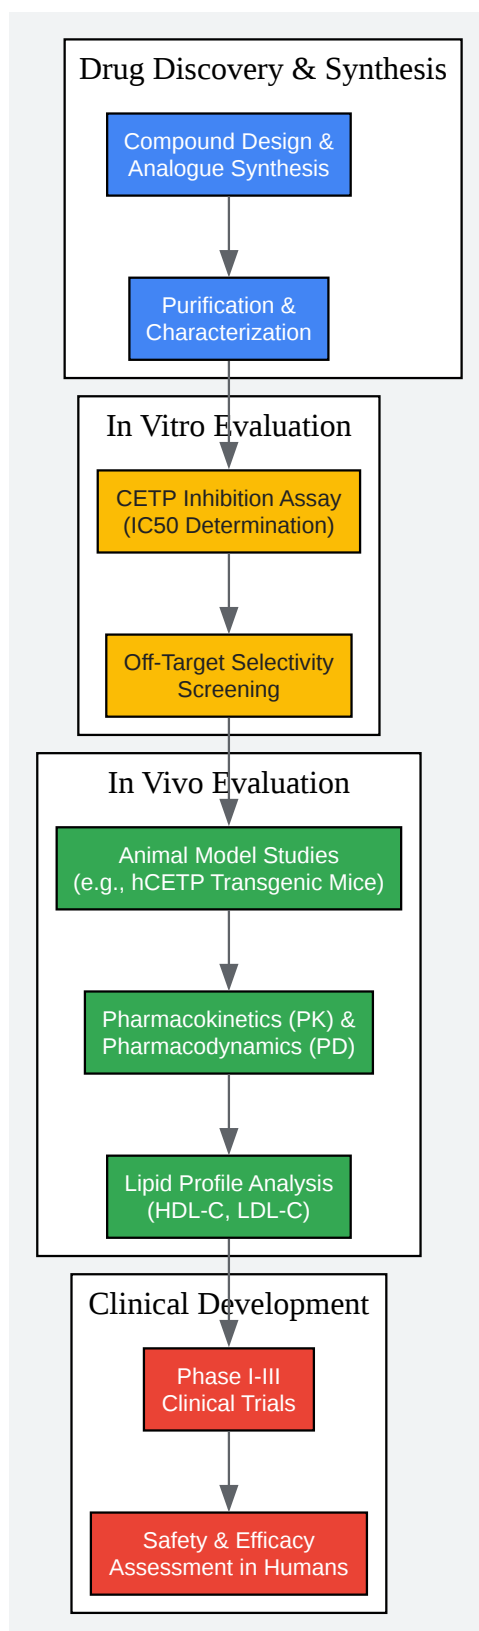 Drug Discovery & Synthesis
Compound Design &
Analogue Synthesis
Purification &
Characterization
In Vitro Evaluation
CETP Inhibition Assay
(IC50 Determination)
Off-Target Selectivity
Screening
In Vivo Evaluation
Animal Model Studies
(e.g., hCETP Transgenic Mice)
Pharmacokinetics (PK) &
Pharmacodynamics (PD)
Lipid Profile Analysis
(HDL-C, LDL-C)
Clinical Development
Phase I-III
Clinical Trials
Safety & Efficacy
Assessment in Humans